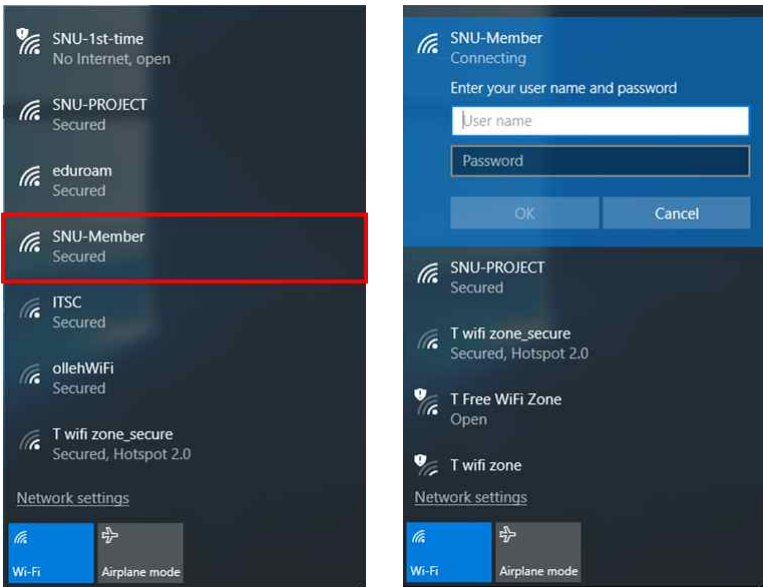 SNU-1st-time
No Internet, open
SNU-PROJECT
Secured
eduroam
Secured
SNU-Member
Secured
ITSC
Secured
ollehWiFi
Secured
T wifi zone_secure
Secured, Hotspot 2.0
Network settings
Wi-Fi
Airplane mode
SNU-Member
Connecting
Enter your user name and password
User name
Password
OK
Cancel
SNU-PROJECT
Secured
T wifi zone_secure
Secured, Hotspot 2.0
T Free WiFi Zone
Open
T wifi zone
Network settings
Wi-Fi
Airplane mode